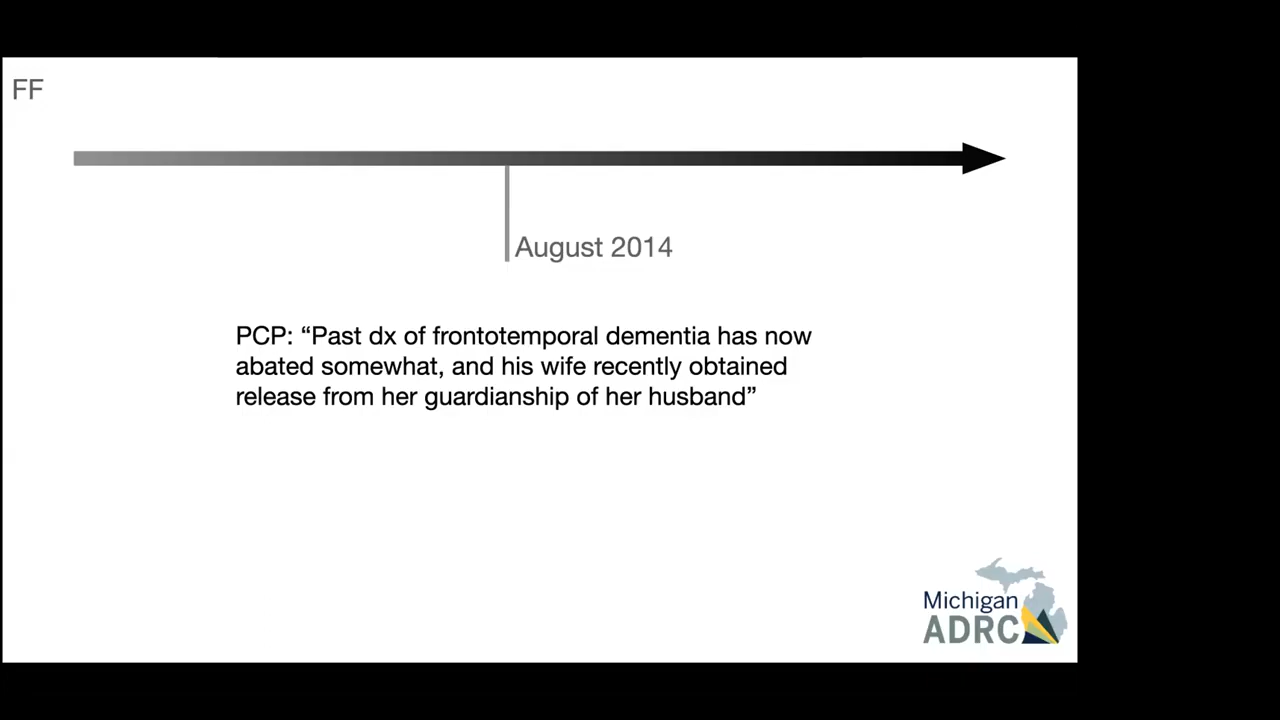 FF
August 2014
PCP: “Past dx of frontotemporal dementia has now
abated somewhat, and his wife recently obtained
release from her guardianship of her husband”
Michigan
ADRC